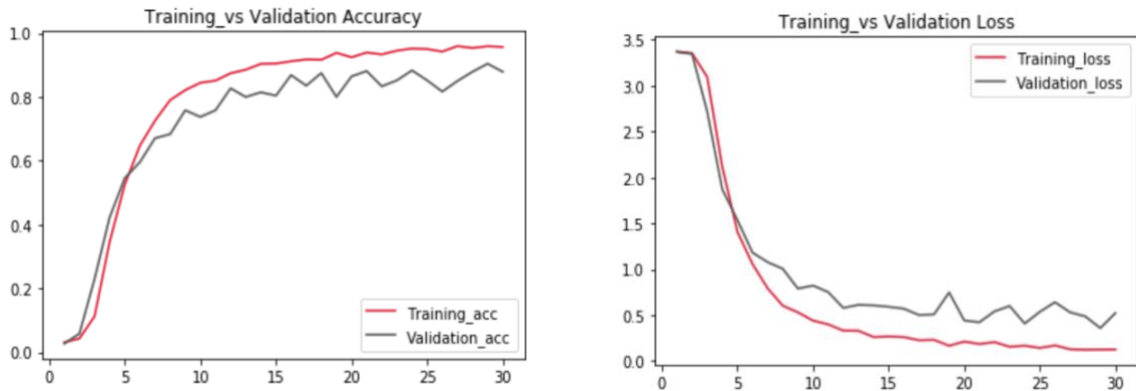 Training_vs Validation Accuracy
1.0
0.8
0.6
0.4
0.2
0.0
0 5 10 15 20 25 30
Training_acc
Validation_acc
Training_vs Validation Loss
3.5
3.0
2.5
2.0
1.5
1.0
0.5
0.0
0 5 10 15 20 25 30
Training_loss
Validation_loss